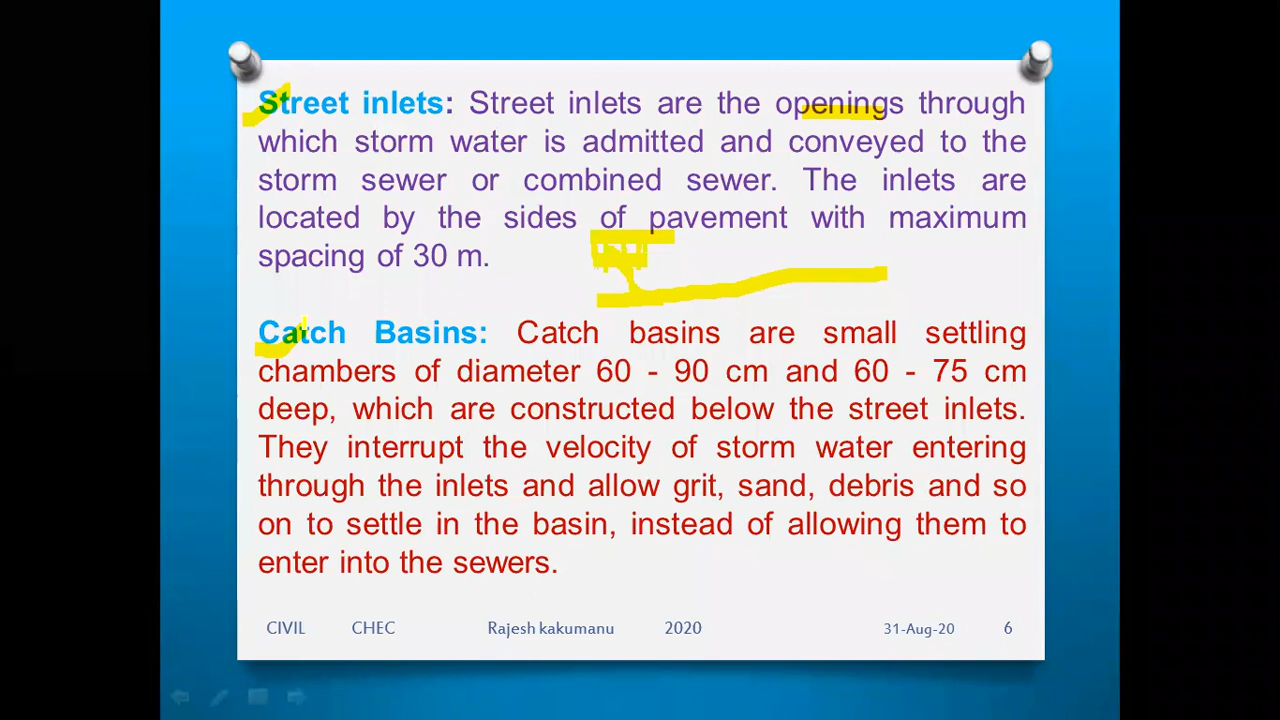 Street inlets: Street inlets are the openings through
which storm water is admitted and conveyed to the
storm sewer or combined sewer. The inlets are
located by the sides of pavement with maximum
spacing of 30 m.
Catch Basins: Catch basins are small settling
chambers of diameter 60 - 90 cm and 60 - 75 cm
deep, which are constructed below the street inlets.
They interrupt the velocity of storm water entering
through the inlets and allow grit, sand, debris and so
on to settle in the basin, instead of allowing them to
enter into the sewers.
CIVIL CHEC Rajesh kakumanu 2020 31-Aug-20 6